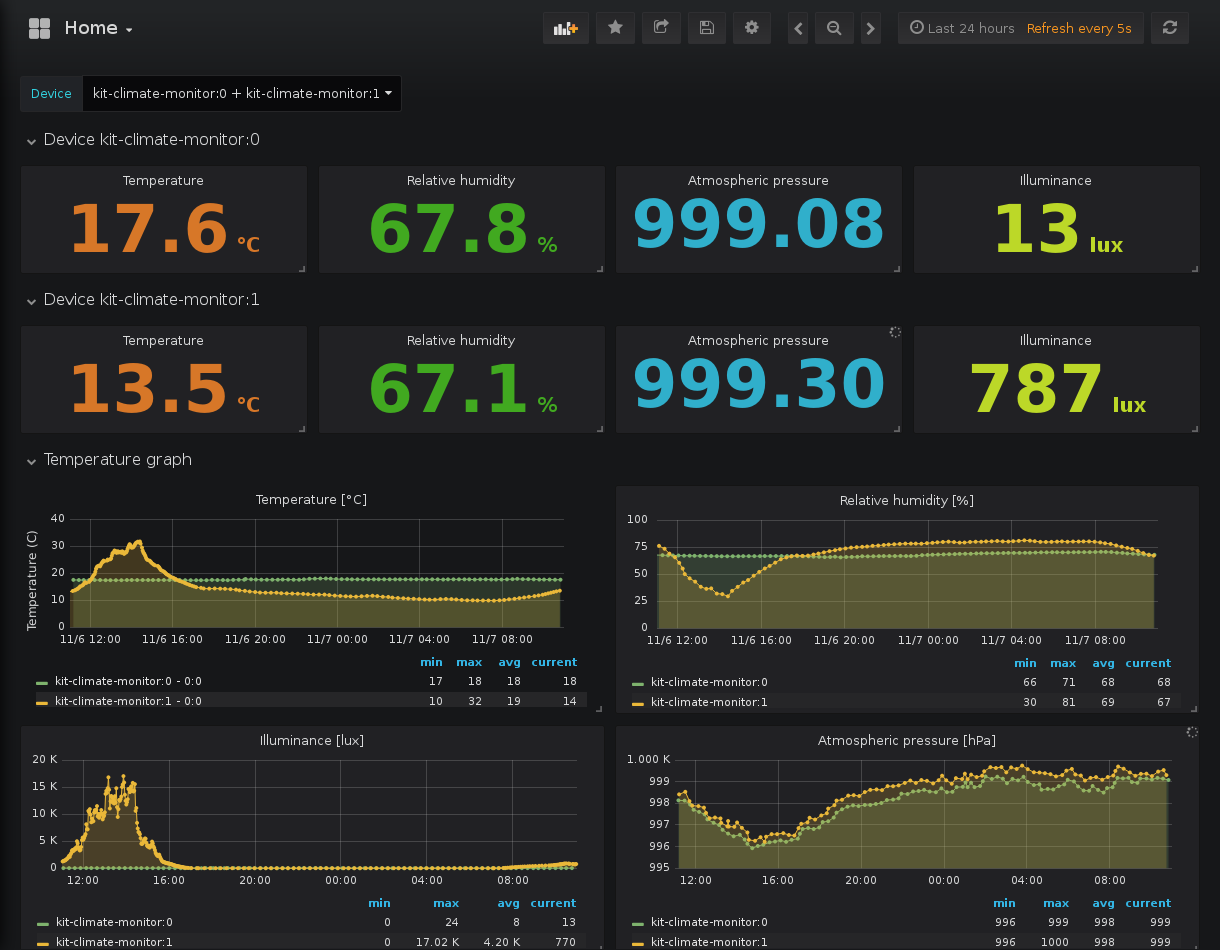 Home
Last 24 hours Refresh every 5s
Device kit-climate-monitor:0 + kit-climate-monitor:1
Device kit-climate-monitor:0
Temperature Relative humidity Atmospheric pressure Illuminance
17.6 °C 67.8 % 999.08 13 lux
Device kit-climate-monitor:1
Temperature Relative humidity Atmospheric pressure Illuminance
13.5 °C 67.1 % 999.30 787 lux
Temperature graph
Temperature [°C]
Temperature (C)
40
30
20
10
0
11/6 12:00 11/6 16:00 11/6 20:00 11/7 00:00 11/7 04:00 11/7 08:00
min max avg current
kit-climate-monitor:0 - 0:0 17 18 18 18
kit-climate-monitor:1 - 0:0 10 32 19 14
Relative humidity [%]
100
75
50
25
0
11/6 12:00 11/6 16:00 11/6 20:00 11/7 00:00 11/7 04:00 11/7 08:00
min max avg current
kit-climate-monitor:0 66 71 68 68
kit-climate-monitor:1 30 81 69 67
Illuminance [lux]
20 K
15 K
10 K
5 K
0
12:00 16:00 20:00 00:00 04:00 08:00
min max avg current
kit-climate-monitor:0 0 24 8 13
kit-climate-monitor:1 0 17.02 K 4.20 K 770
Atmospheric pressure [hPa]
1.000 K
999
998
997
996
995
12:00 16:00 20:00 00:00 04:00 08:00
min max avg current
kit-climate-monitor:0 996 999 998 999
kit-climate-monitor:1 996 1000 998 999